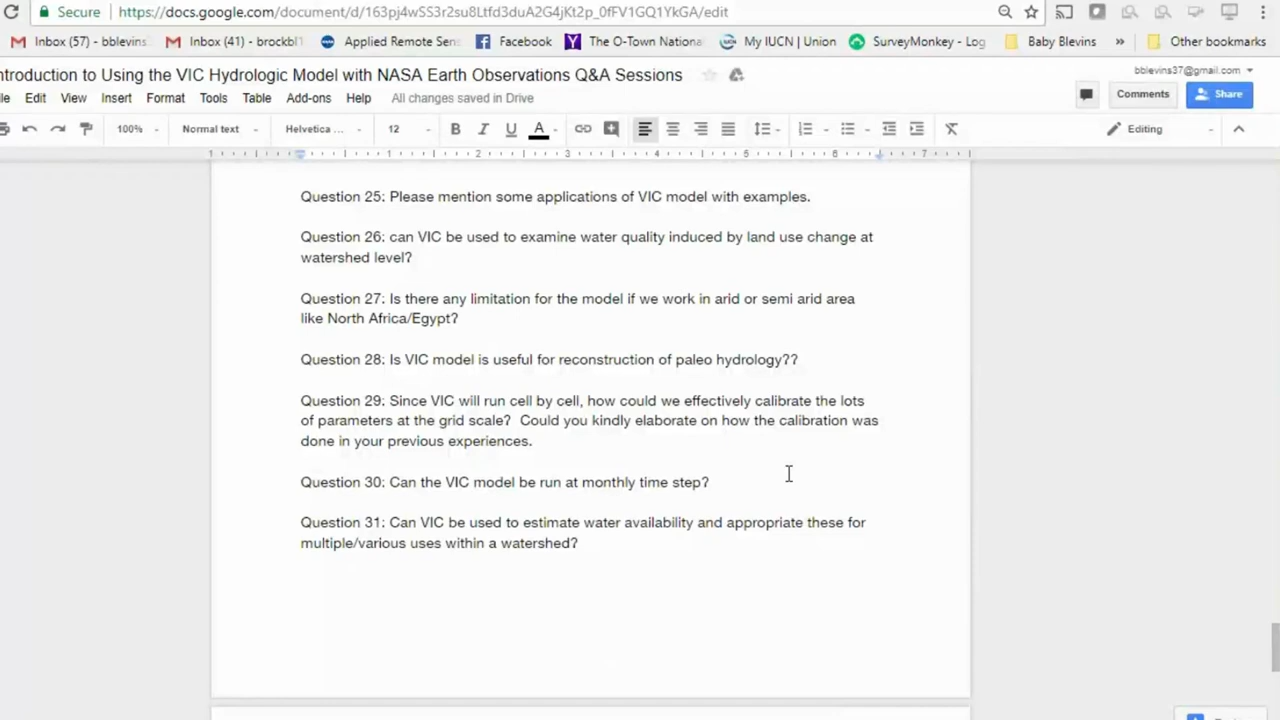 Secure https://docs.google.com/document/d/163pj4wSS3r2su8Ltfd3duA2G4jKt2p_0fFV1GQ1YkGA/edit
Inbox (57) - bblevins Inbox (41) - brockbl Applied Remote Sen Facebook The O-Town National My IUCN | Union SurveyMonkey - Log Baby Blevins » Other bookmarks
ntroduction to Using the VIC Hydrologic Model with NASA Earth Observations Q&A Sessions
bblevins37@gmail.com
le Edit View Insert Format Tools Table Add-ons Help All changes saved in Drive
Comments Share
100% Normal text Helvetica ... 12 B I U A Editing
1 1 2 3 4 5 6 7
Question 25: Please mention some applications of VIC model with examples.
Question 26: can VIC be used to examine water quality induced by land use change at
watershed level?
Question 27: Is there any limitation for the model if we work in arid or semi arid area
like North Africa/Egypt?
Question 28: Is VIC model is useful for reconstruction of paleo hydrology??
Question 29: Since VIC will run cell by cell, how could we effectively calibrate the lots
of parameters at the grid scale? Could you kindly elaborate on how the calibration was
done in your previous experiences.
Question 30: Can the VIC model be run at monthly time step?
Question 31: Can VIC be used to estimate water availability and appropriate these for
multiple/various uses within a watershed?